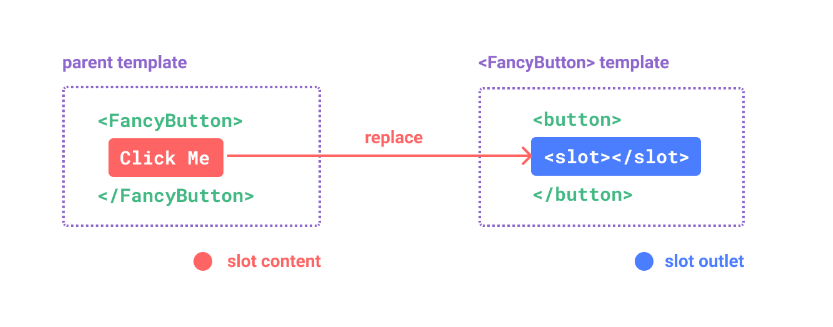 parent template
<FancyButton>
Click Me
</FancyButton>
replace
<FancyButton> template
<button>
<slot></slot>
</button>
slot content
slot outlet